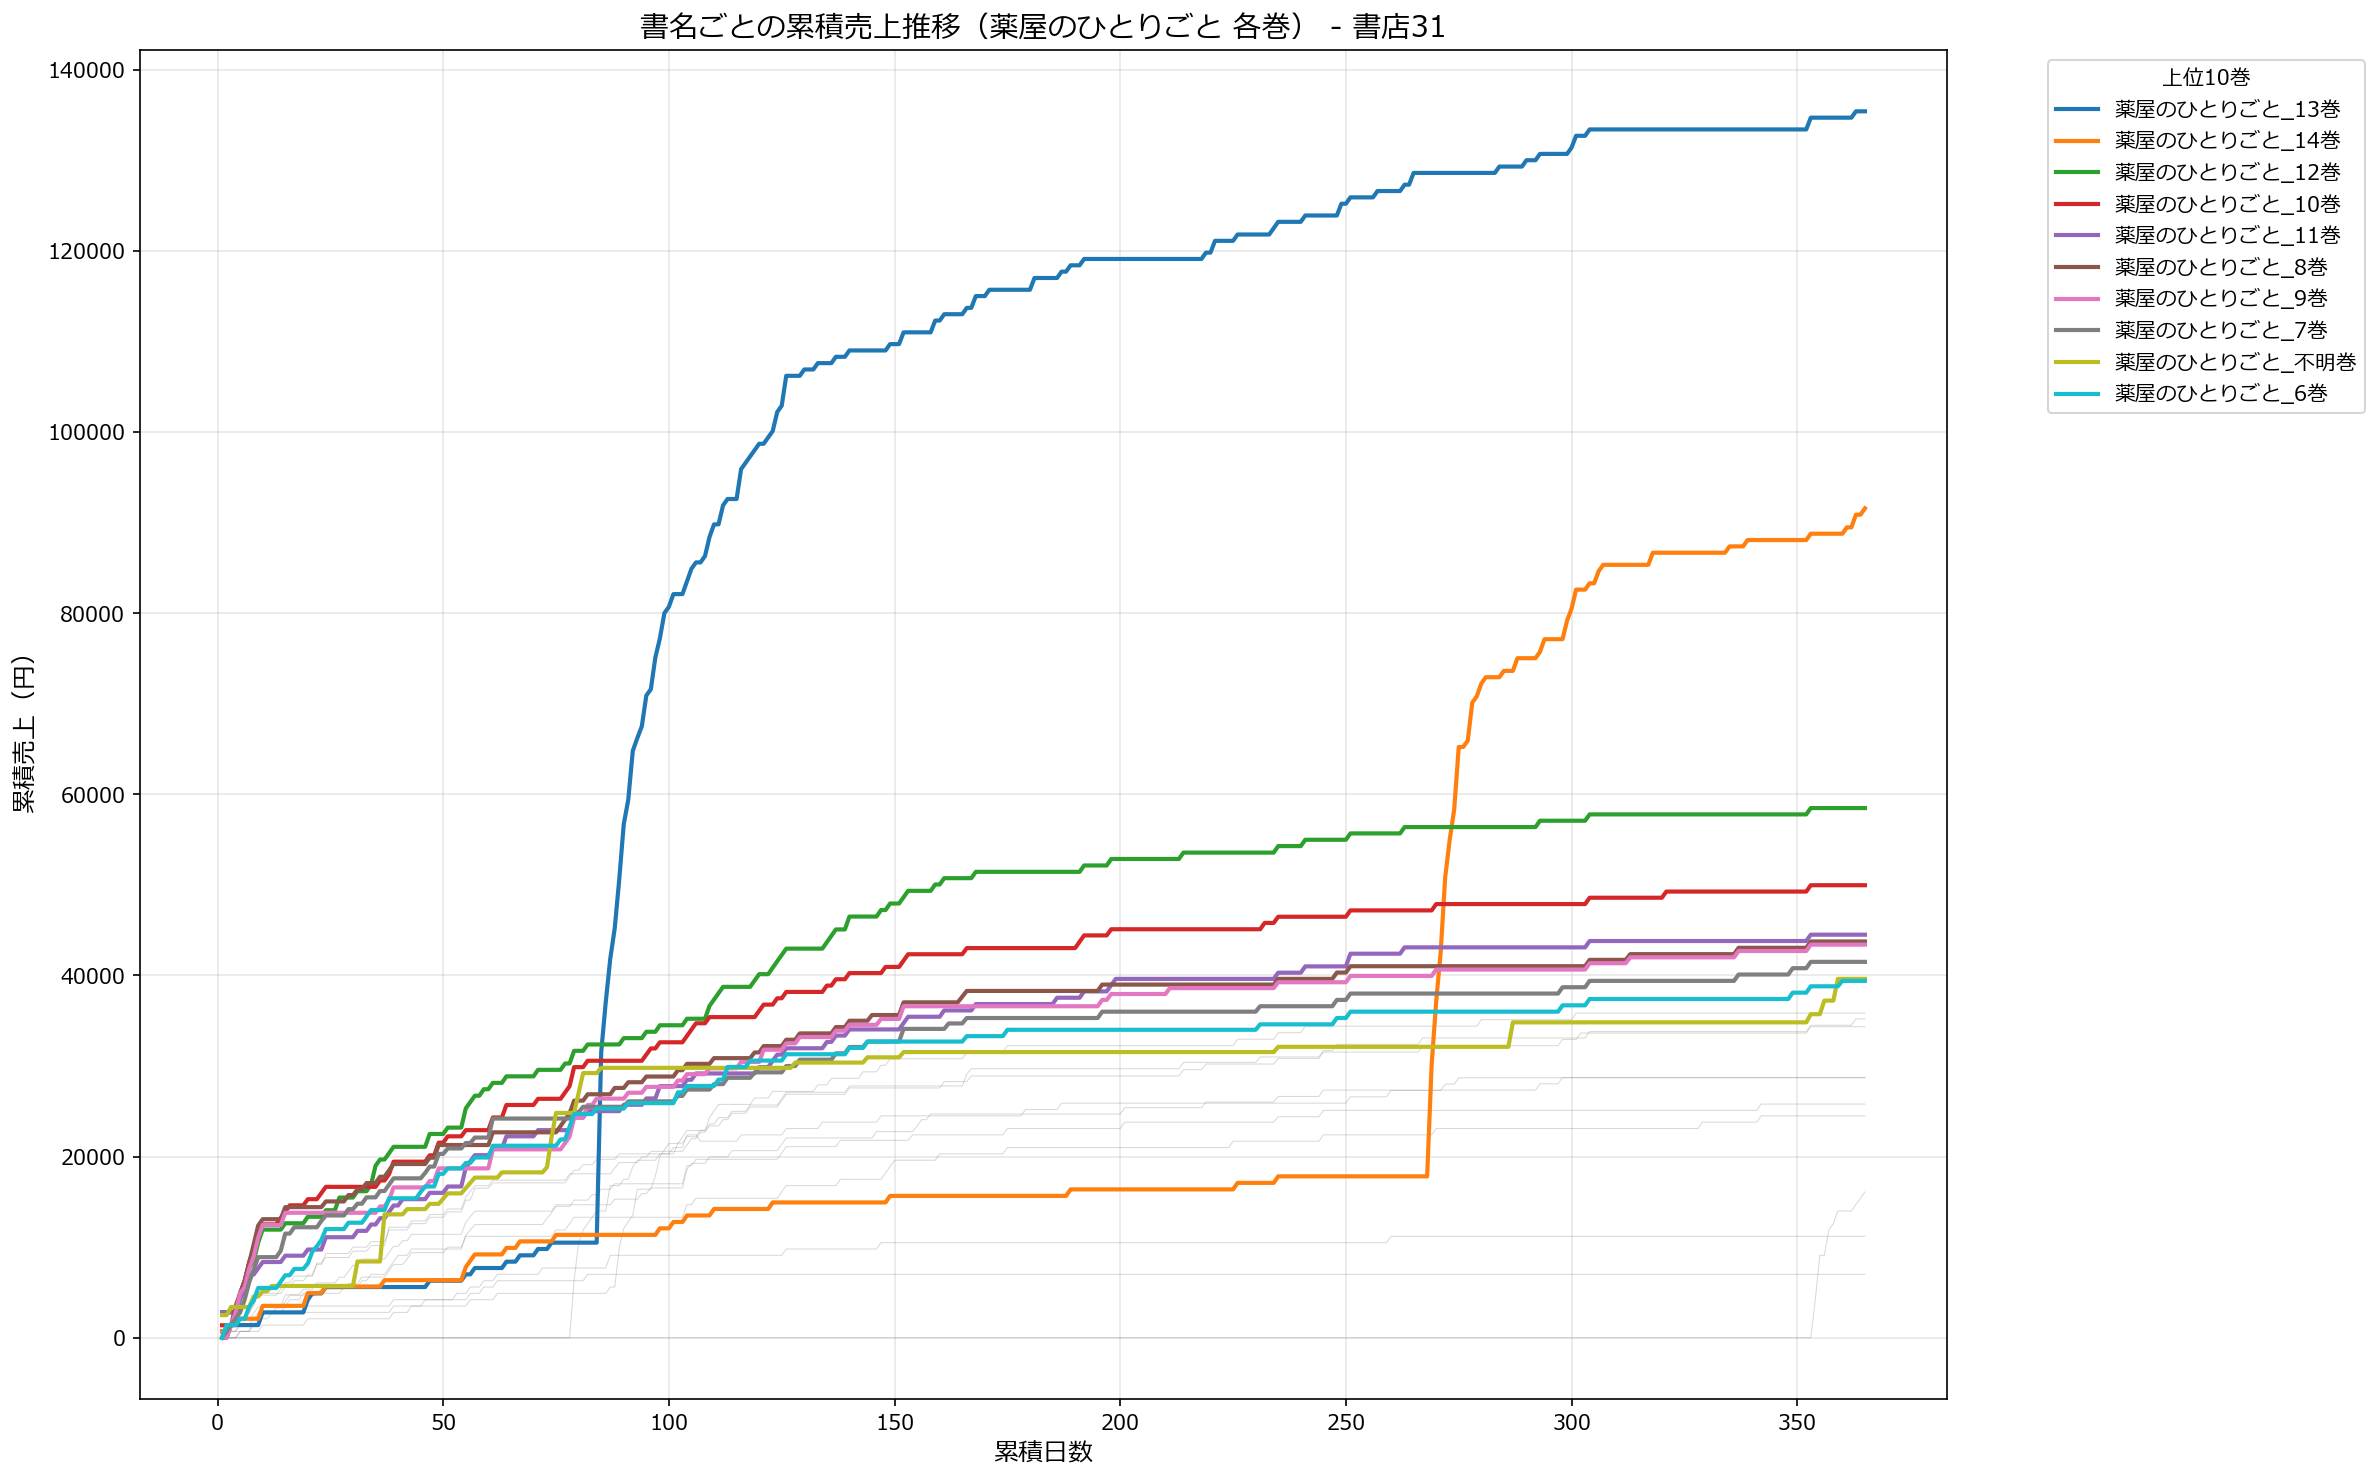 書名ごとの累積売上推移（薬屋のひとりごと 各巻） - 書店31
140000
120000
100000
80000
60000
40000
20000
0
累積売上（円）
0
50
100
150
200
250
300
350
累積日数
上位10巻
薬屋のひとりごと_13巻
薬屋のひとりごと_14巻
薬屋のひとりごと_12巻
薬屋のひとりごと_10巻
薬屋のひとりごと_11巻
薬屋のひとりごと_8巻
薬屋のひとりごと_9巻
薬屋のひとりごと_7巻
薬屋のひとりごと_不明巻
薬屋のひとりごと_6巻